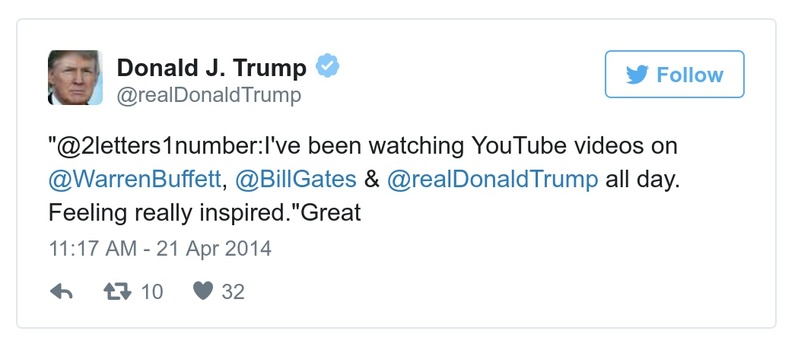 Donald J. Trump
@realDonaldTrump
Follow
"@2letters1number:I've been watching YouTube videos on
@WarrenBuffett, @BillGates & @realDonaldTrump all day.
Feeling really inspired."Great
11:17 AM - 21 Apr 2014
10 32